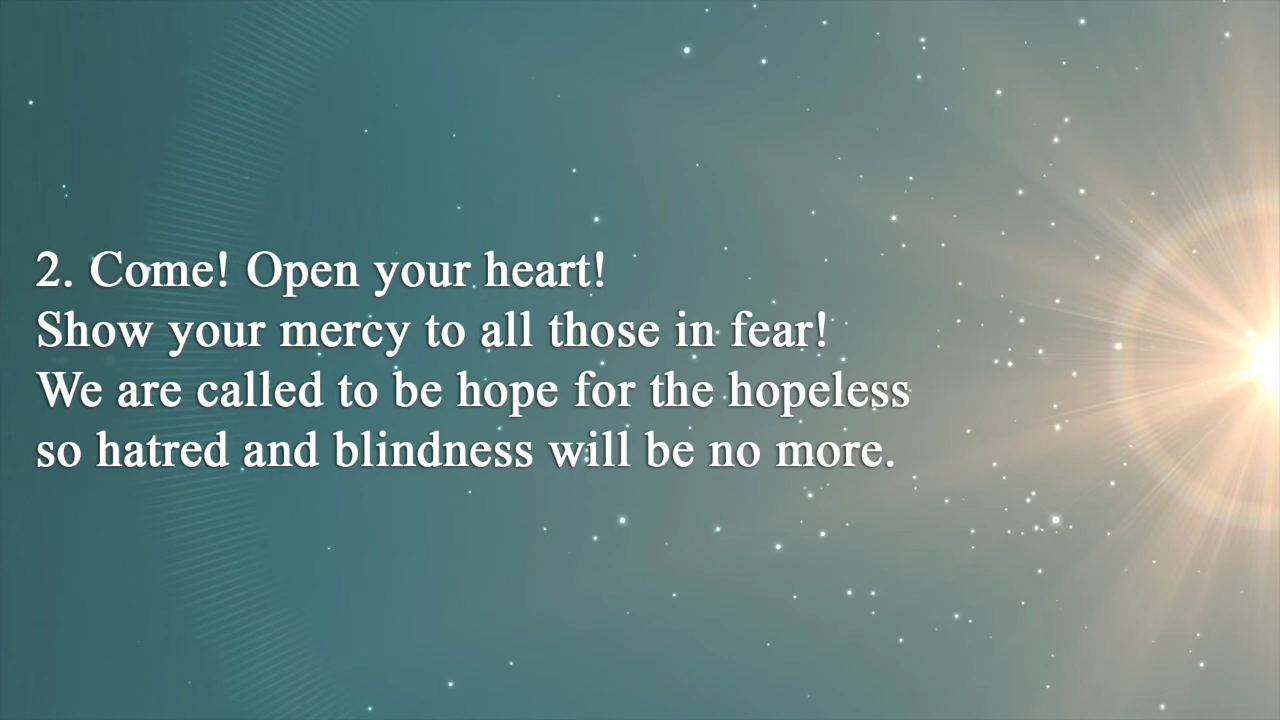 2. Come! Open your heart!
Show your mercy to all those in fear!
We are called to be hope for the hopeless
so hatred and blindness will be no more.